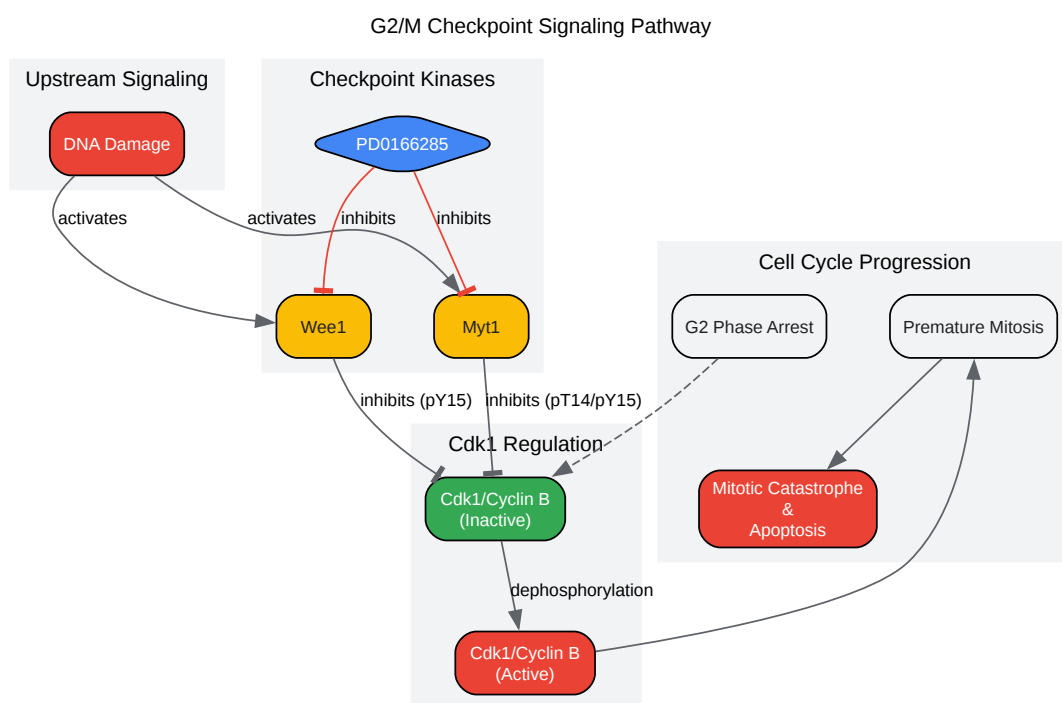 G2/M Checkpoint Signaling Pathway
Upstream Signaling
Checkpoint Kinases
DNA Damage
PD0166285
activates
activates
inhibits
inhibits
Cell Cycle Progression
Wee1
Myt1
G2 Phase Arrest
Premature Mitosis
inhibits (pY15)
inhibits (pT14/pY15)
Cdk1 Regulation
Cdk1/Cyclin B
(Inactive)
Mitotic Catastrophe
&
Apoptosis
dephosphorylation
Cdk1/Cyclin B
(Active)